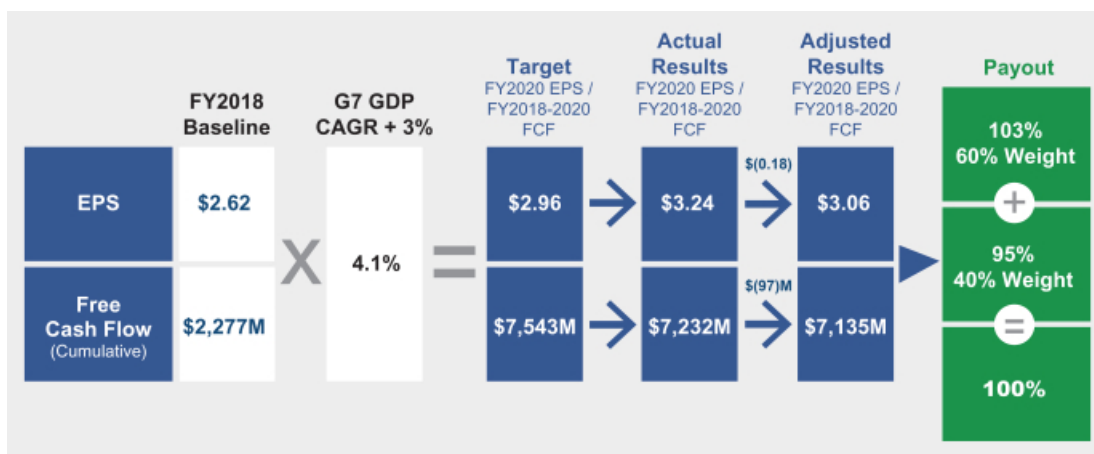 FY2018
Baseline
G7 GDP
CAGR + 3%
Target
FY2020 EPS /
FY2018-2020
FCF
Actual
Results
FY2020 EPS /
FY2018-2020
FCF
Adjusted
Results
FY2020 EPS /
FY2018-2020
FCF
Payout
EPS
$2.62
$2.96
$3.24
$(0.18)
$3.06
103%
60% Weight
+
X
4.1%
=
Free
Cash Flow
(Cumulative)
$2,277M
$7,543M
$7,232M
$(97)M
$7,135M
95%
40% Weight
=
100%